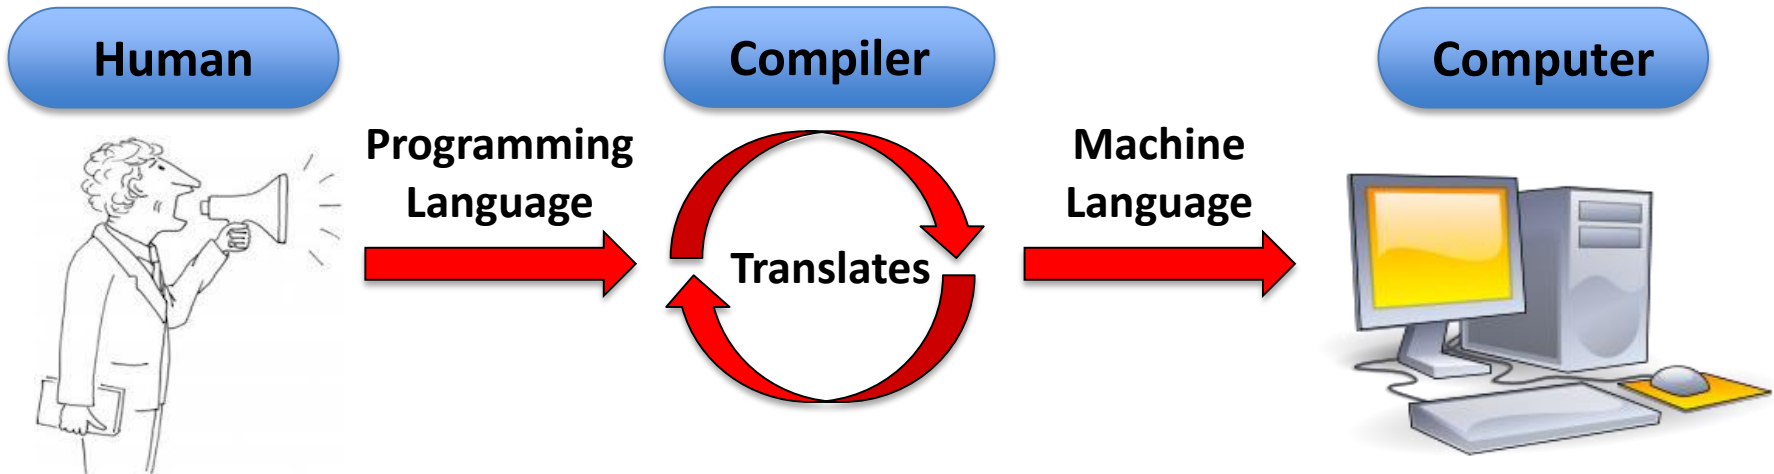 Human
Compiler
Computer
Programming
Language
Machine
Language
Translates